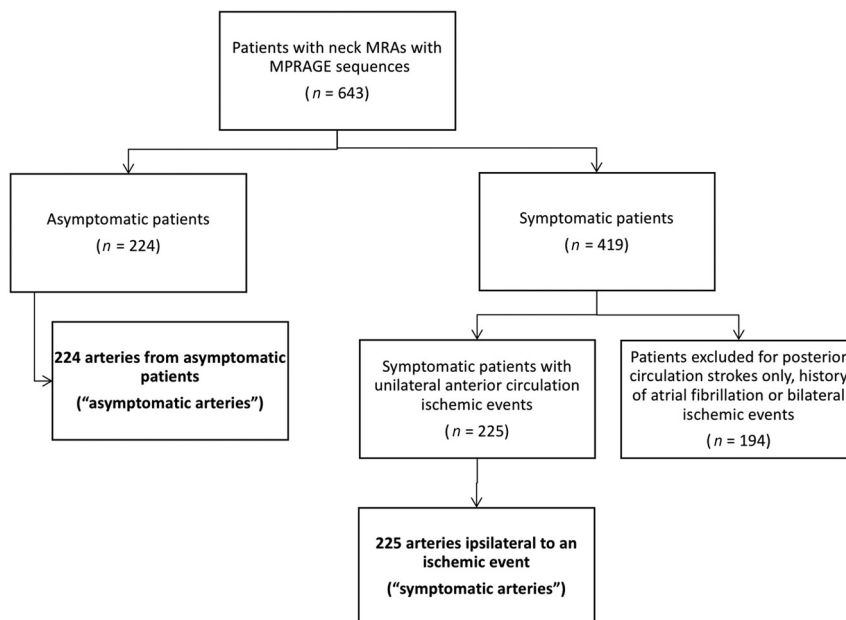 Patients with neck MRAs with
MPRAGE sequences
(n = 643)
Asymptomatic patients
(n = 224)
Symptomatic patients
(n = 419)
224 arteries from asymptomatic
patients
(“asymptomatic arteries”)
Symptomatic patients with
unilateral anterior circulation
ischemic events
(n = 225)
Patients excluded for posterior
circulation strokes only, history
of atrial fibrillation or bilateral
ischemic events
(n = 194)
225 arteries ipsilateral to an
ischemic event
(“symptomatic arteries”)